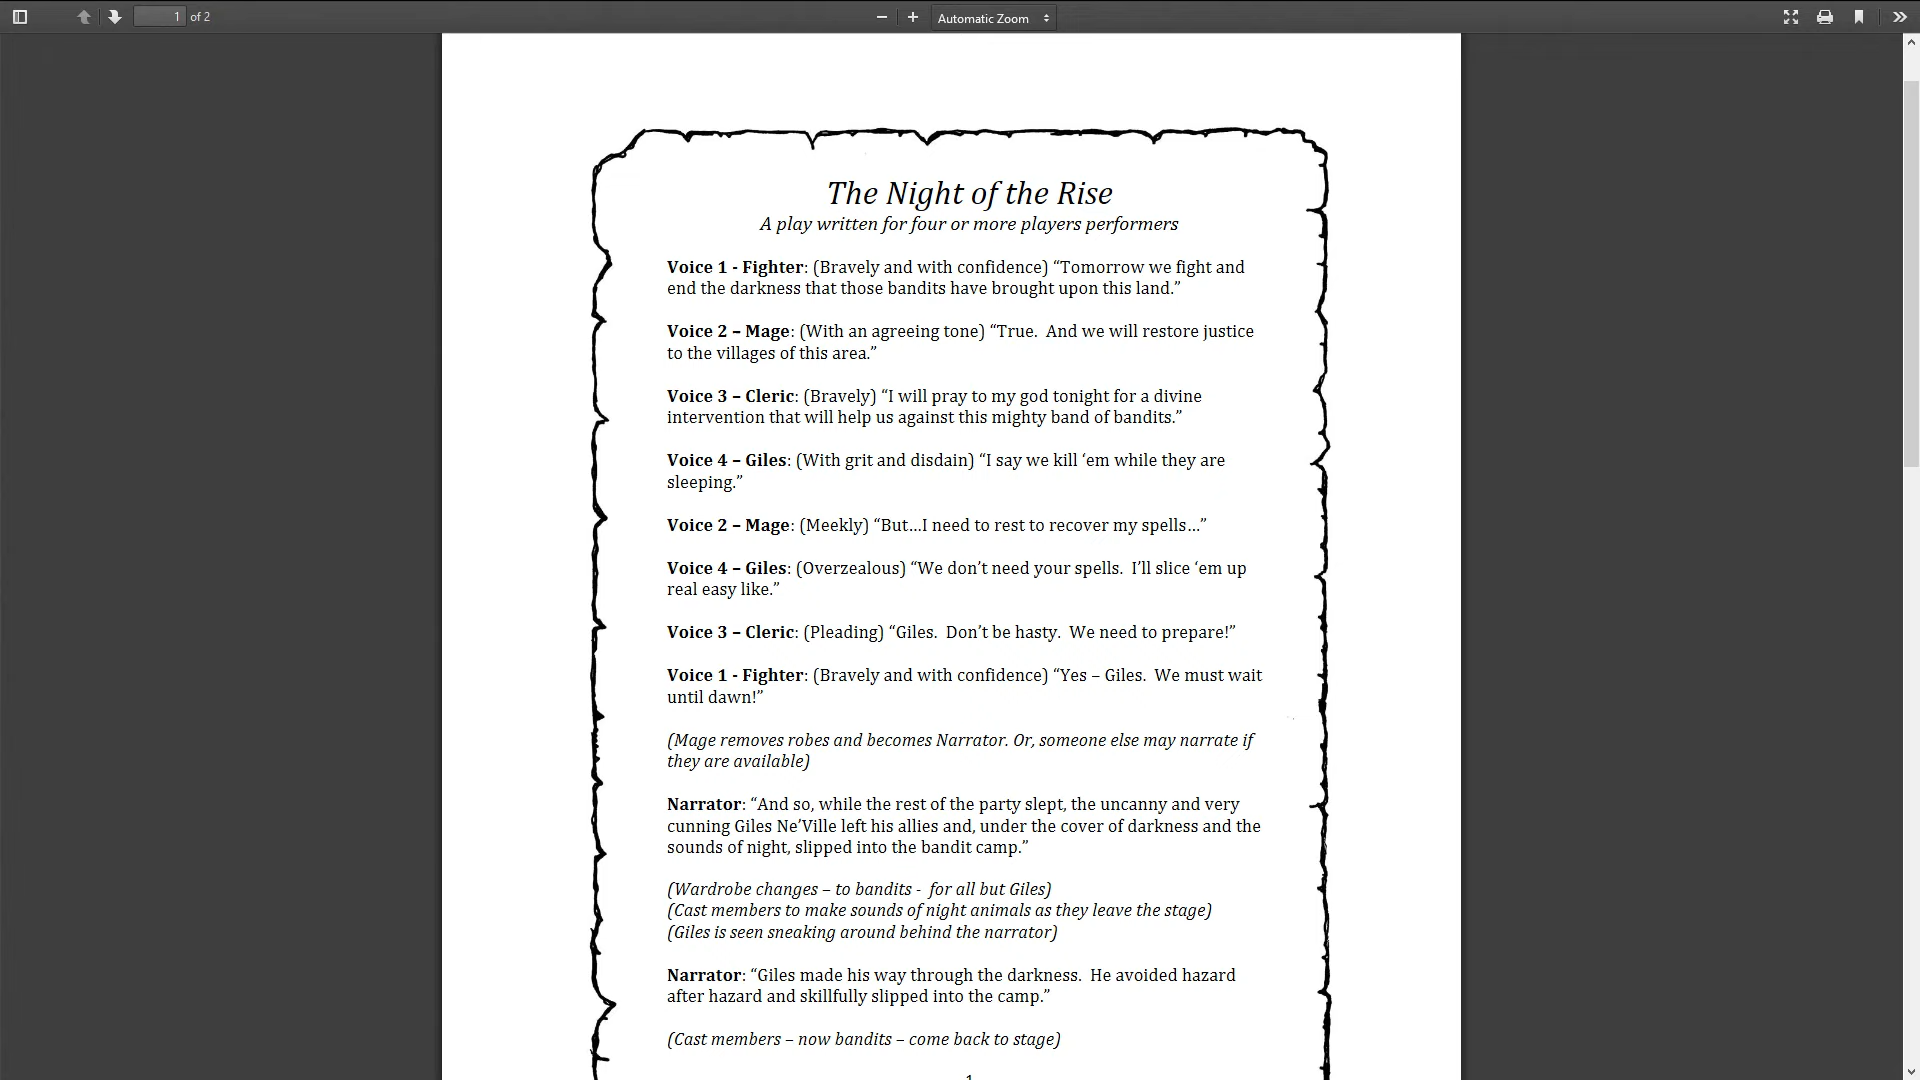 1 of 2
Automatic Zoom
The Night of the Rise
A play written for four or more players performers
Voice 1 - Fighter: (Bravely and with confidence) “Tomorrow we fight and
end the darkness that those bandits have brought upon this land.”
Voice 2 – Mage: (With an agreeing tone) “True.  And we will restore justice
to the villages of this area.”
Voice 3 – Cleric: (Bravely) “I will pray to my god tonight for a divine
intervention that will help us against this mighty band of bandits.”
Voice 4 – Giles: (With grit and disdain) “I say we kill ‘em while they are
sleeping.”
Voice 2 – Mage: (Meekly) “But…I need to rest to recover my spells…”
Voice 4 – Giles: (Overzealous) “We don’t need your spells.  I’ll slice ‘em up
real easy like.”
Voice 3 – Cleric: (Pleading) “Giles.  Don’t be hasty.  We need to prepare!”
Voice 1 - Fighter: (Bravely and with confidence) “Yes – Giles.  We must wait
until dawn!”
(Mage removes robes and becomes Narrator. Or, someone else may narrate if
they are available)
Narrator: “And so, while the rest of the party slept, the uncanny and very
cunning Giles Ne’Ville left his allies and, under the cover of darkness and the
sounds of night, slipped into the bandit camp.”
(Wardrobe changes – to bandits -  for all but Giles)
(Cast members to make sounds of night animals as they leave the stage)
(Giles is seen sneaking around behind the narrator)
Narrator: “Giles made his way through the darkness.  He avoided hazard
after hazard and skillfully slipped into the camp.”
(Cast members – now bandits – come back to stage)
1